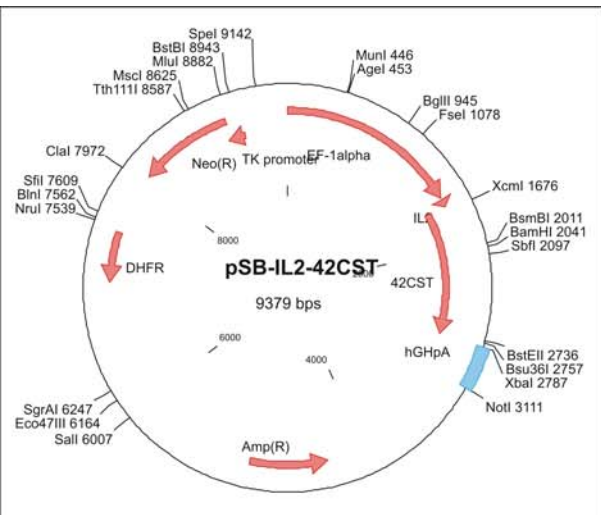 SpeI 9142
BstBI 8943
MluI 8882
MscI 8625
Tth111I 8587
ClaI 7972
SfiI 7609
BlnI 7562
NruI 7539
MunI 446
AgeI 453
BglII 945
FseI 1078
XcmI 1676
BsmBI 2011
BamHI 2041
SbfI 2097
Neo(R)
TK promoter
EF-1alpha
IL2
8000
DHFR
pSB-IL2-42CST
2000
42CST
9379 bps
6000
4000
hGHpA
BstEII 2736
Bsu36I 2757
XbaI 2787
NotI 3111
SgrAI 6247
Eco47III 6164
SalI 6007
Amp(R)